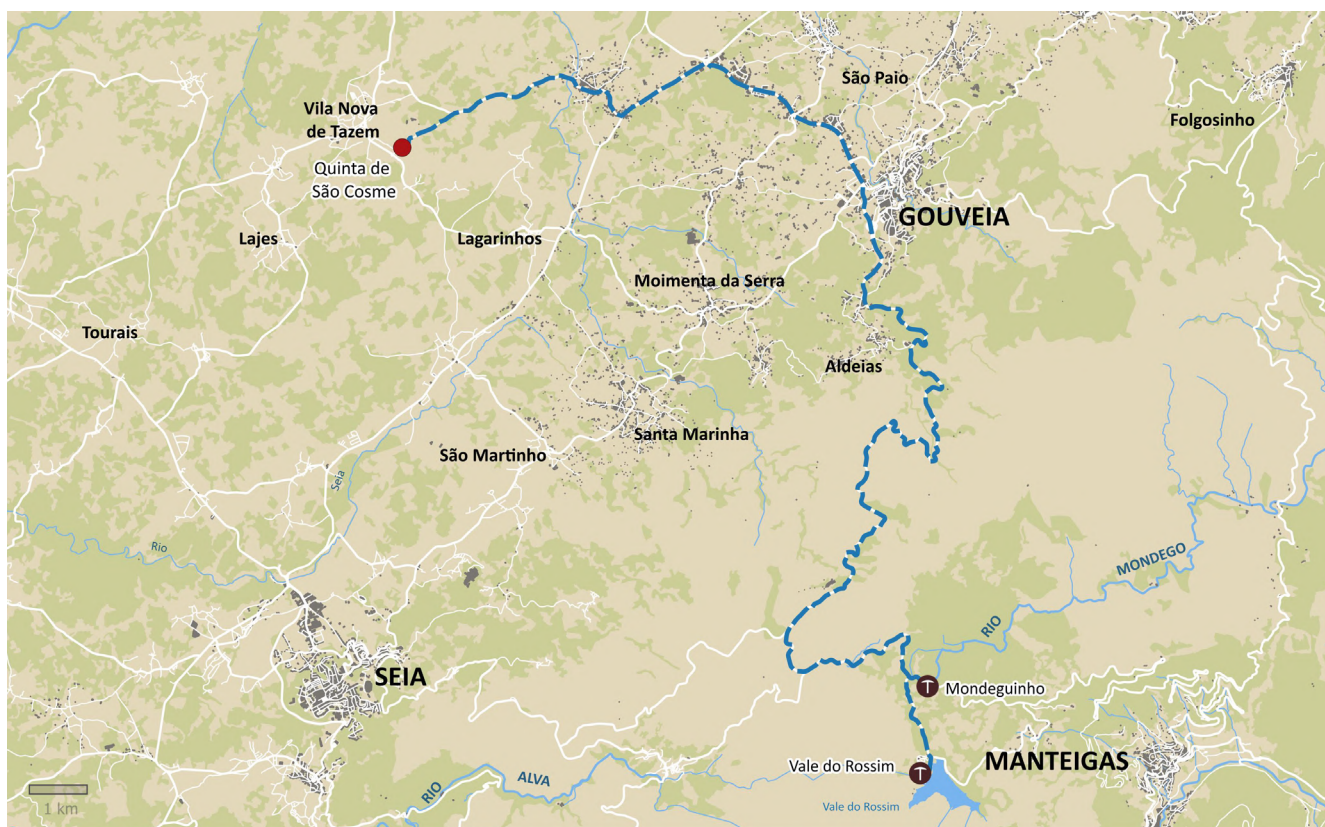 São Paio
Folgosinho
Vila Nova
de Tazem
Quinta de
São Cosme
GOUVEIA
Lajes
Lagarinhos
Moimenta da Serra
Tourais
Aldeias
Santa Marinha
São Martinho
Seia
Rio
MONDEGO
RIO
SEIA
Mondeguinho
MANTEIGAS
Vale do Rossim
ALVA
RIO
1 km
Vale do Rossim